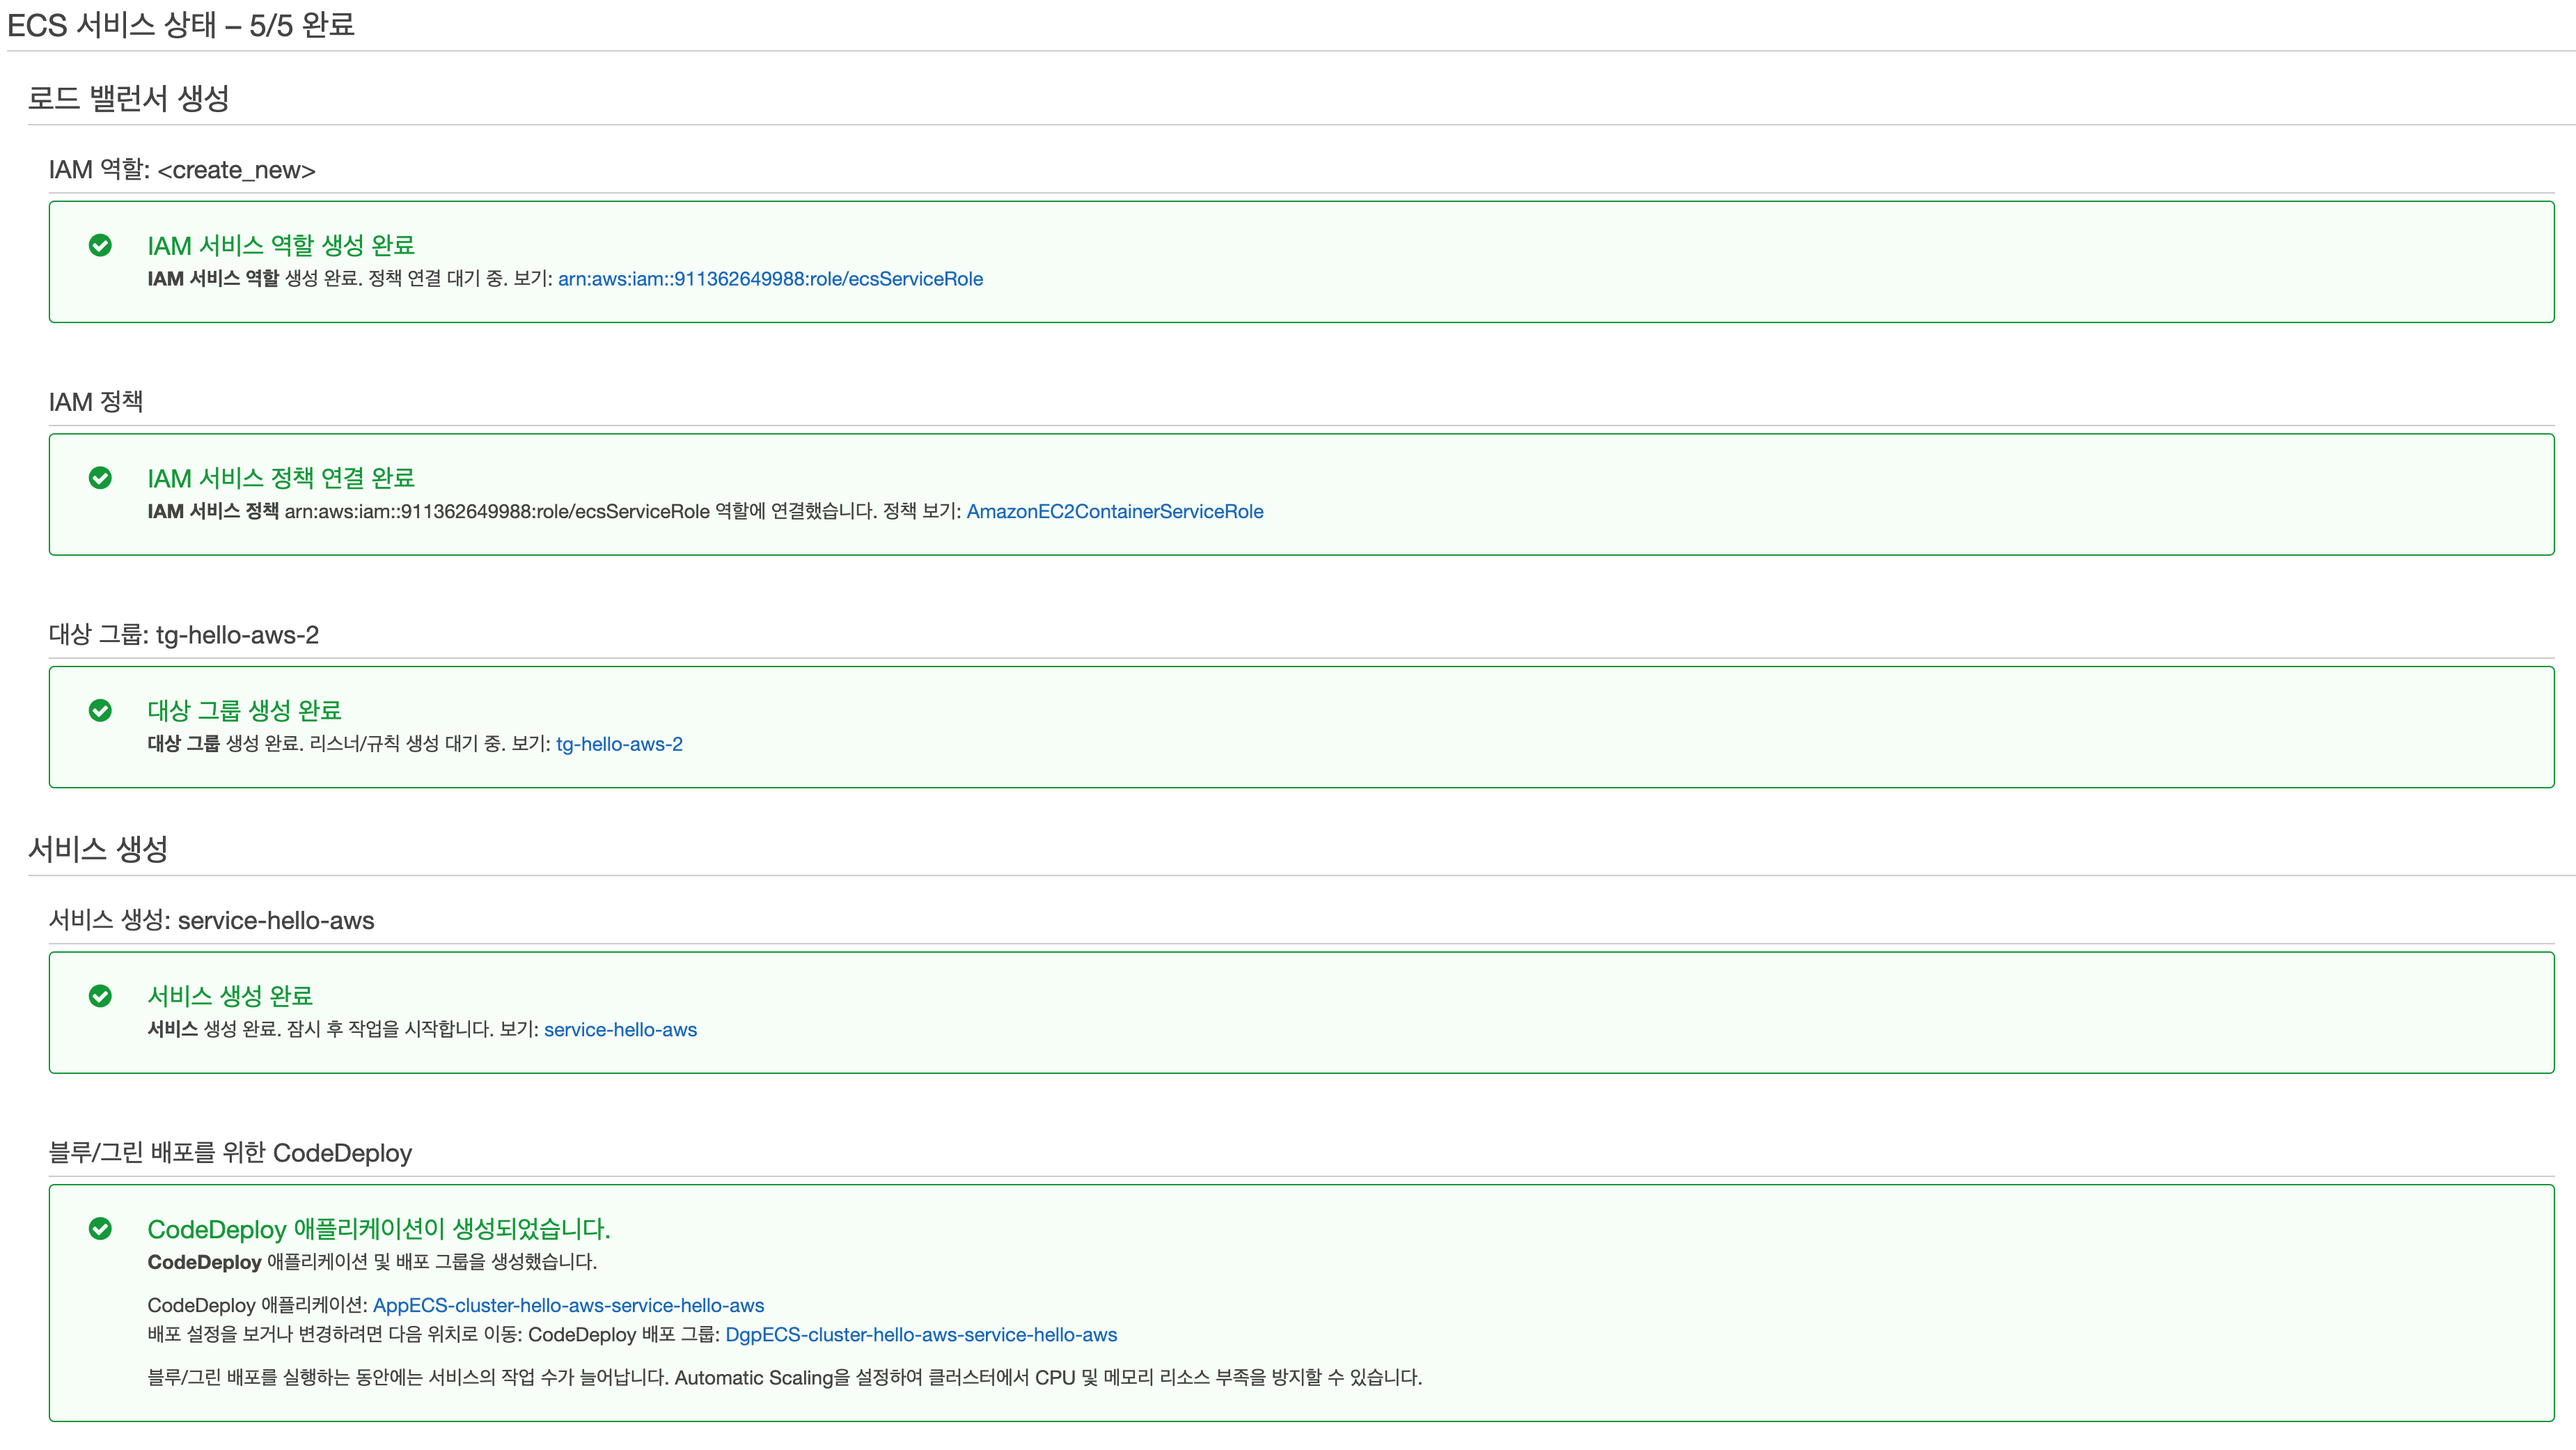 ECS 서비스 상태 – 5/5 완료
로드 밸런서 생성
IAM 역할: <create_new>
IAM 서비스 역할 생성 완료
IAM 서비스 역할 생성 완료. 정책 연결 대기 중. 보기: arn:aws:iam::911362649988:role/ecsServiceRole
IAM 정책
IAM 서비스 정책 연결 완료
IAM 서비스 정책 arn:aws:iam::911362649988:role/ecsServiceRole 역할에 연결했습니다. 정책 보기: AmazonEC2ContainerServiceRole
대상 그룹: tg-hello-aws-2
대상 그룹 생성 완료
대상 그룹 생성 완료. 리스너/규칙 생성 대기 중. 보기: tg-hello-aws-2
서비스 생성
서비스 생성: service-hello-aws
서비스 생성 완료
서비스 생성 완료. 잠시 후 작업을 시작합니다. 보기: service-hello-aws
블루/그린 배포를 위한 CodeDeploy
CodeDeploy 애플리케이션이 생성되었습니다.
CodeDeploy 애플리케이션 및 배포 그룹을 생성했습니다.
CodeDeploy 애플리케이션: AppECS-cluster-hello-aws-service-hello-aws
배포 설정을 보거나 변경하려면 다음 위치로 이동: CodeDeploy 배포 그룹: DgpECS-cluster-hello-aws-service-hello-aws
블루/그린 배포를 실행하는 동안에는 서비스의 작업 수가 늘어납니다. Automatic Scaling을 설정하여 클러스터에서 CPU 및 메모리 리소스 부족을 방지할 수 있습니다.